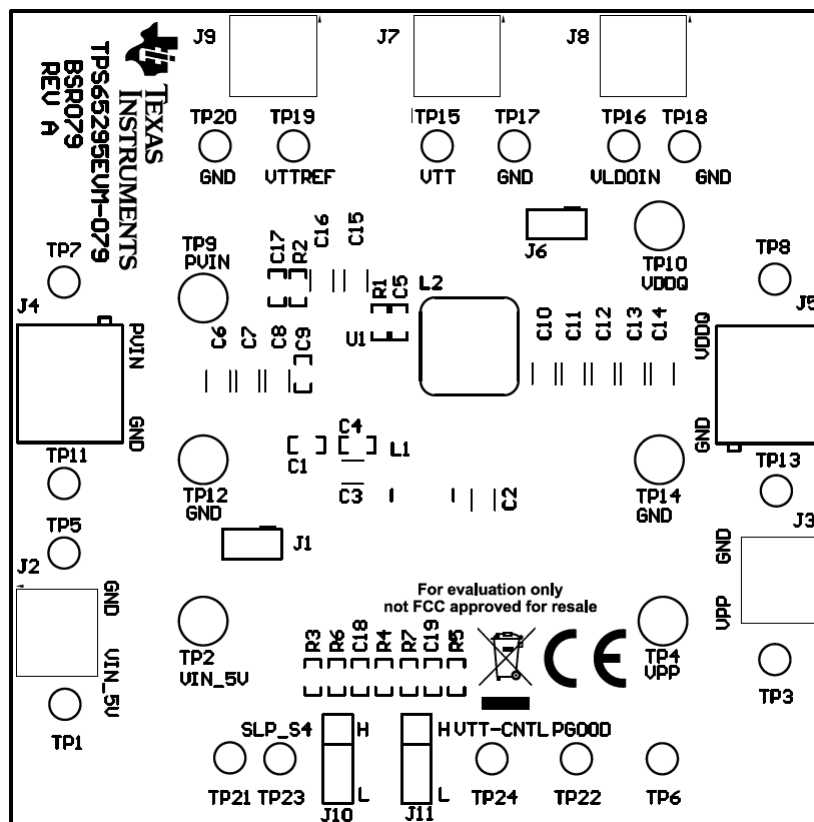 J9
J7
J8
TPS65295EVM-079
BSR079
REV A
TEXAS
INSTRUMENTS
TP20
TP19
TP15
TP17
TP16
TP18
GND
VTTREF
VTT
GND
VLDOIN
GND
J6
TP7
TP9
PVIN
C17
R2
C16
C15
TP10
VDDQ
TP8
J4
J5
PVIN
GND
C6
C7
C8
C9
R1
C5
U1
L2
C10
C11
C12
C13
C14
VDDQ
GND
C1
C4
C3
L1
C2
TP11
TP12
GND
TP14
GND
TP13
TP5
J1
J3
GND
VPP
J2
GND
VIN_5V
For evaluation only
not FCC approved for resale
TP2
VIN_5V
R3
R6
C18
R4
R7
C19
R5
CE
TP4
VPP
TP3
TP1
SLP_S4
H
H
VTT-CNTL
PGOOD
TP21
TP23
L
L
TP24
TP22
TP6
J10
J11